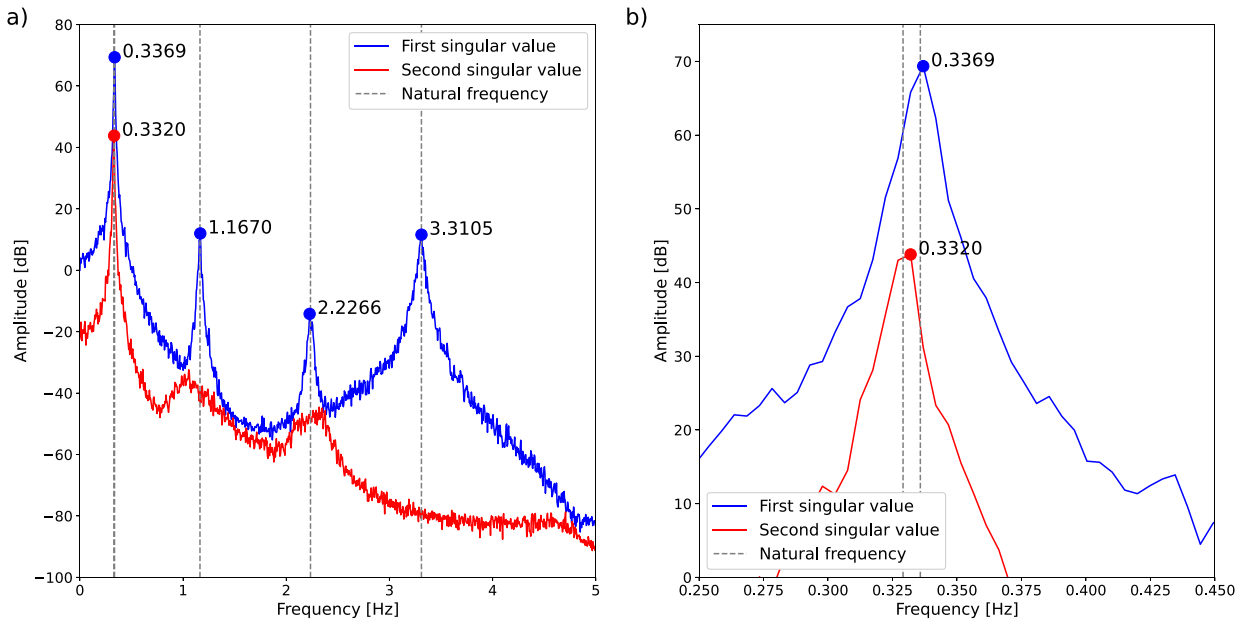 a)
80
60
40
20
0
−20
−40
−60
−80
−100
Amplitude [dB]
0.3369
0.3320
1.1670
2.2266
3.3105
First singular value
Second singular value
Natural frequency
0 1 2 3 4 5
Frequency [Hz]
b)
70
60
50
40
30
20
10
0
Amplitude [dB]
0.3369
0.3320
First singular value
Second singular value
Natural frequency
0.250 0.275 0.300 0.325 0.350 0.375 0.400 0.425 0.450
Frequency [Hz]